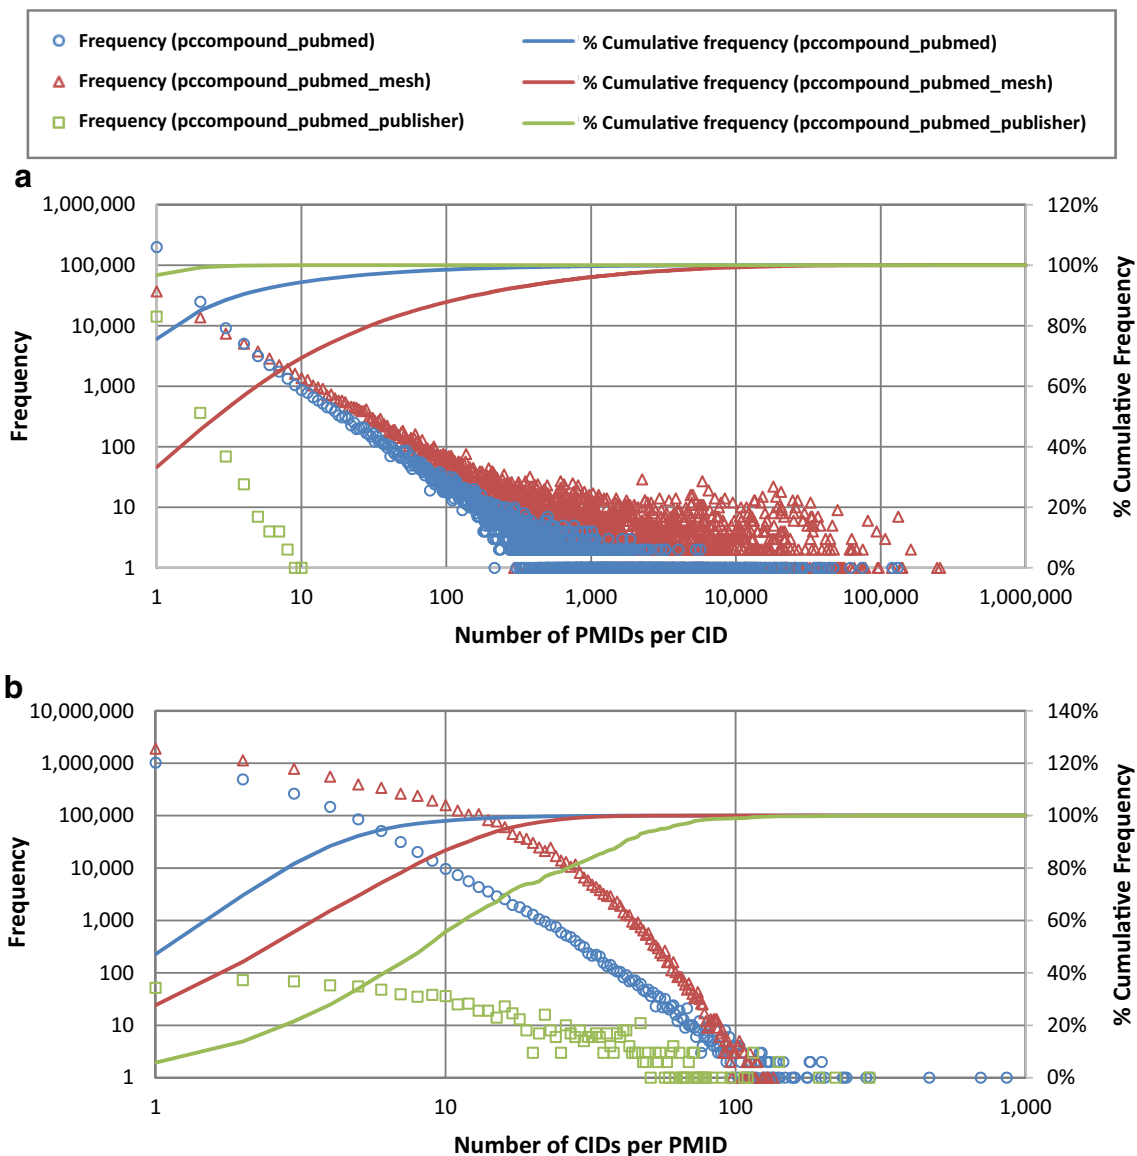 Frequency (pccompound_pubmed)
% Cumulative frequency (pccompound_pubmed)
Frequency (pccompound_pubmed_mesh)
% Cumulative frequency (pccompound_pubmed_mesh)
Frequency (pccompound_pubmed_publisher)
% Cumulative frequency (pccompound_pubmed_publisher)
a
1,000,000
100,000
10,000
1,000
100
10
1
Frequency
120%
100%
80%
60%
40%
20%
0%
% Cumulative Frequency
1
10
100
1,000
10,000
100,000
1,000,000
Number of PMIDs per CID
b
10,000,000
1,000,000
100,000
10,000
1,000
100
10
1
Frequency
140%
120%
100%
80%
60%
40%
20%
0%
% Cumulative Frequency
1
10
100
1,000
Number of CIDs per PMID